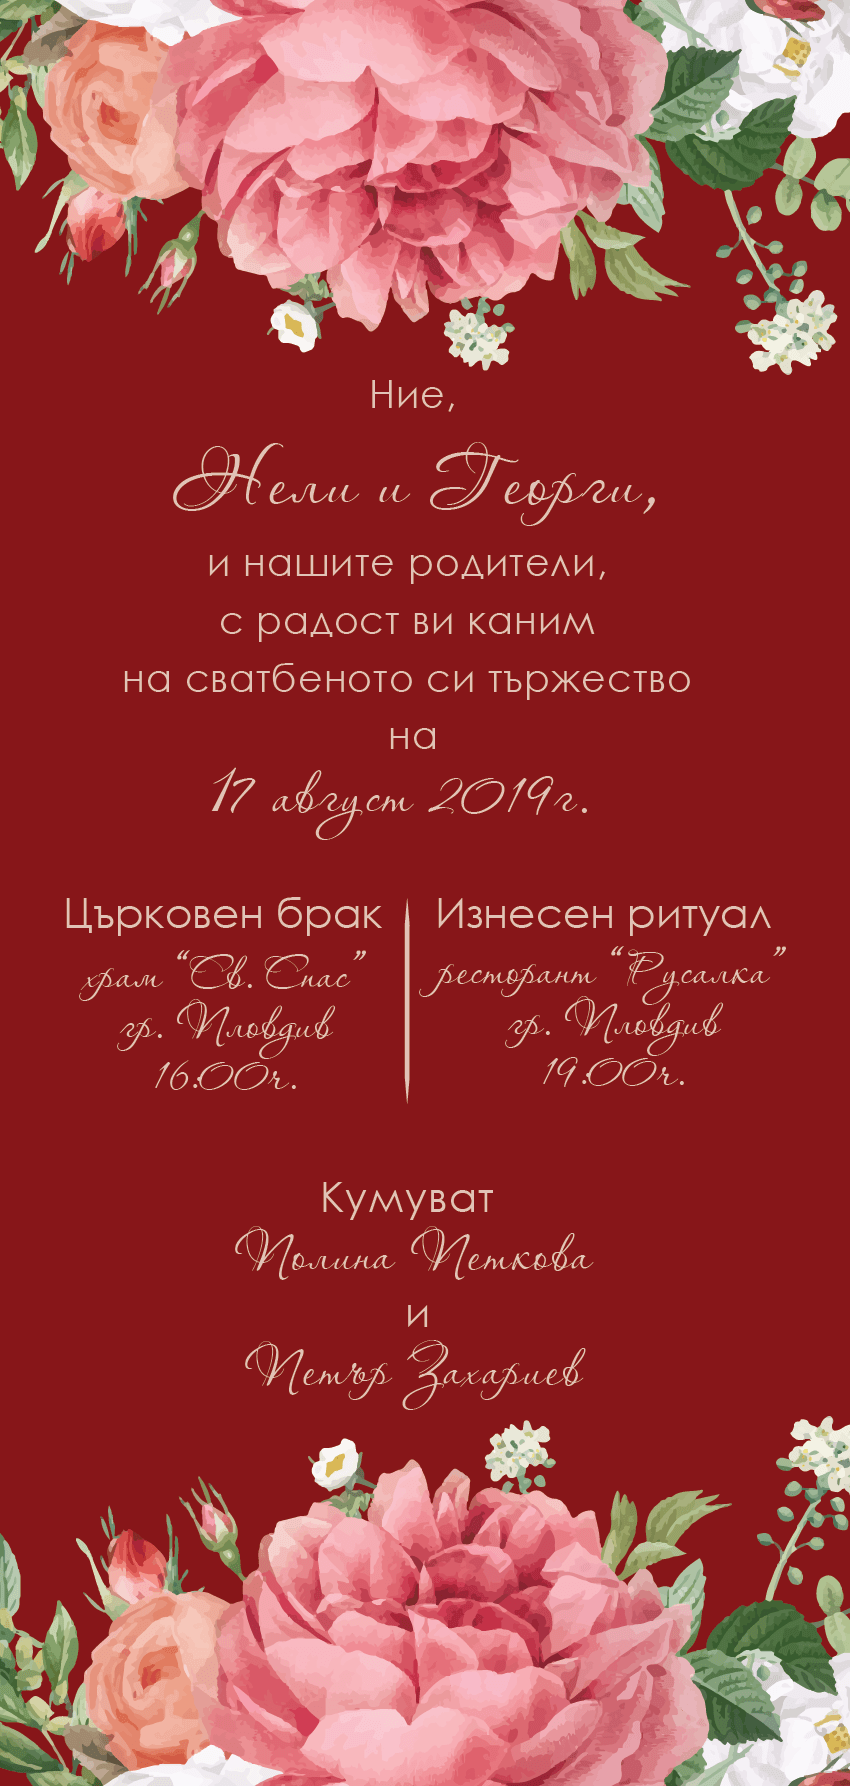 Ние,
Нели и Георги,
и нашите родители,
с радост ви каним
на сватбеното си тържество
на
17 август 2019г.
Църковен брак
храм “Св. Спас”
гр. Пловдив
16:00ч.
Изнесен ритуал
ресторант “Русалка”
гр. Пловдив
19:00ч.
Кумуват
Полина Петкова
и
Петър Захариев